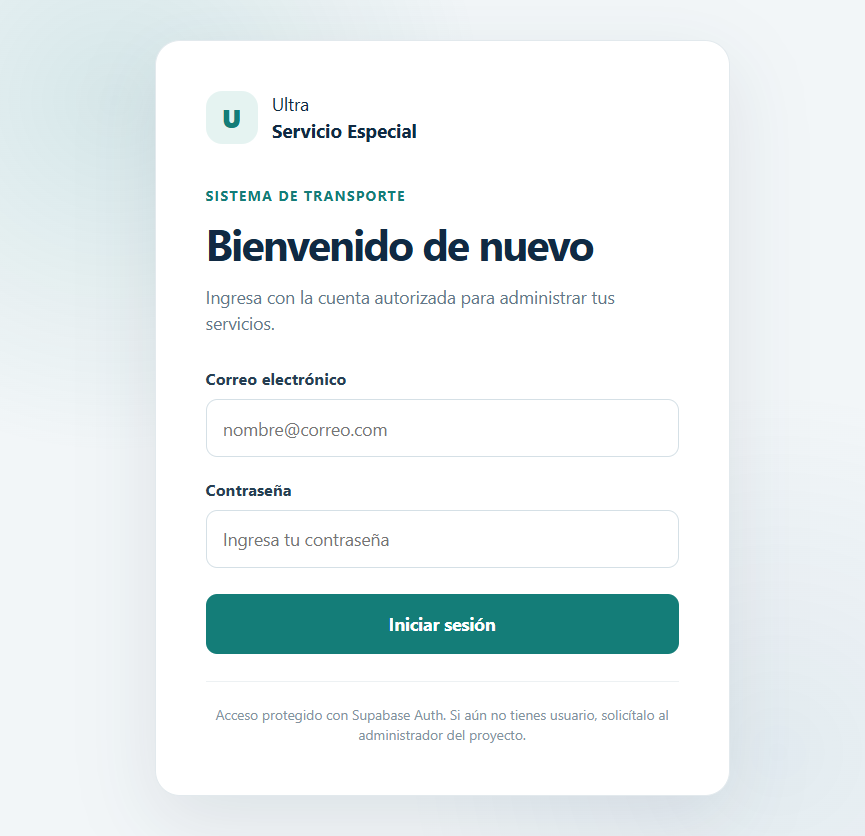 U
Ultra
Servicio Especial
SISTEMA DE TRANSPORTE
Bienvenido de nuevo
Ingresa con la cuenta autorizada para administrar tus
servicios.
Correo electrónico
nombre@correo.com
Contraseña
Ingresa tu contraseña
Iniciar sesión
Acceso protegido con Supabase Auth. Si aún no tienes usuario, solicítalo al
administrador del proyecto.